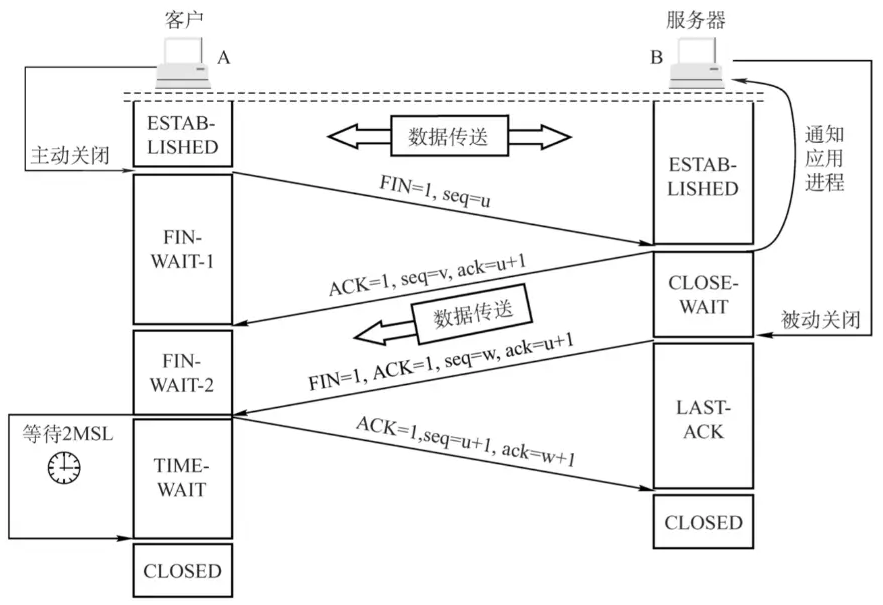 客户
服务器
A
B
ESTAB-
LISHED
数据传送
通知
应用
进程
主动关闭
ESTAB-
LISHED
FIN=1, seq=u
FIN-
WAIT-1
ACK=1, seq=v, ack=u+1
CLOSE-
WAIT
数据传送
被动关闭
FIN=1, ACK=1, seq=w, ack=u+1
FIN-
WAIT-2
LAST-
ACK
等待2MSL
ACK=1,seq=u+1, ack=w+1
TIME-
WAIT
CLOSED
CLOSED